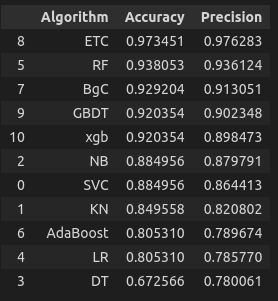 Algorithm Accuracy Precision
8 ETC 0.973451 0.976283
5 RF 0.938053 0.936124
7 BgC 0.929204 0.913051
9 GBDT 0.920354 0.902348
10 xgb 0.920354 0.898473
2 NB 0.884956 0.879791
0 SVC 0.884956 0.864413
1 KN 0.849558 0.820802
6 AdaBoost 0.805310 0.789674
4 LR 0.805310 0.785770
3 DT 0.672566 0.780061